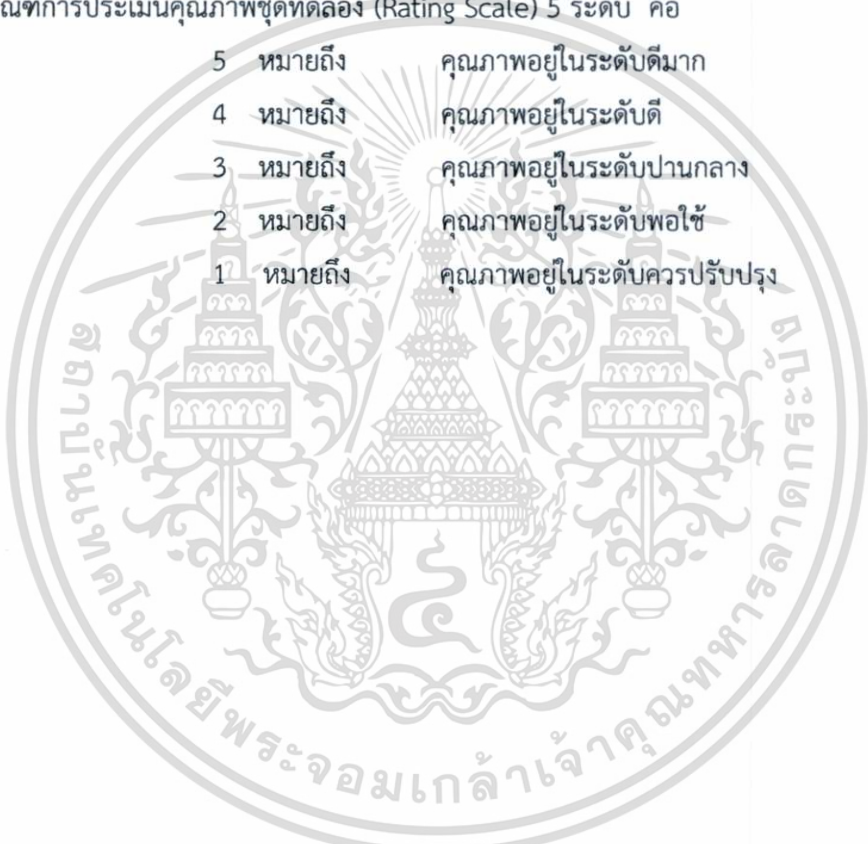 ณฑ์การประเมินคุณภาพชุดทดลอง (Rating Scale) 5 ระดับ คือ
5 หมายถึง คุณภาพอยู่ในระดับดีมาก
4 หมายถึง คุณภาพอยู่ในระดับดี
3 หมายถึง คุณภาพอยู่ในระดับปานกลาง
2 หมายถึง คุณภาพอยู่ในระดับพอใช้
1 หมายถึง คุณภาพอยู่ในระดับควรปรับปรุง
สถาบันเทคโนโลยีพระจอมเกล้าเจ้าคุณทหารลาดกระบัง